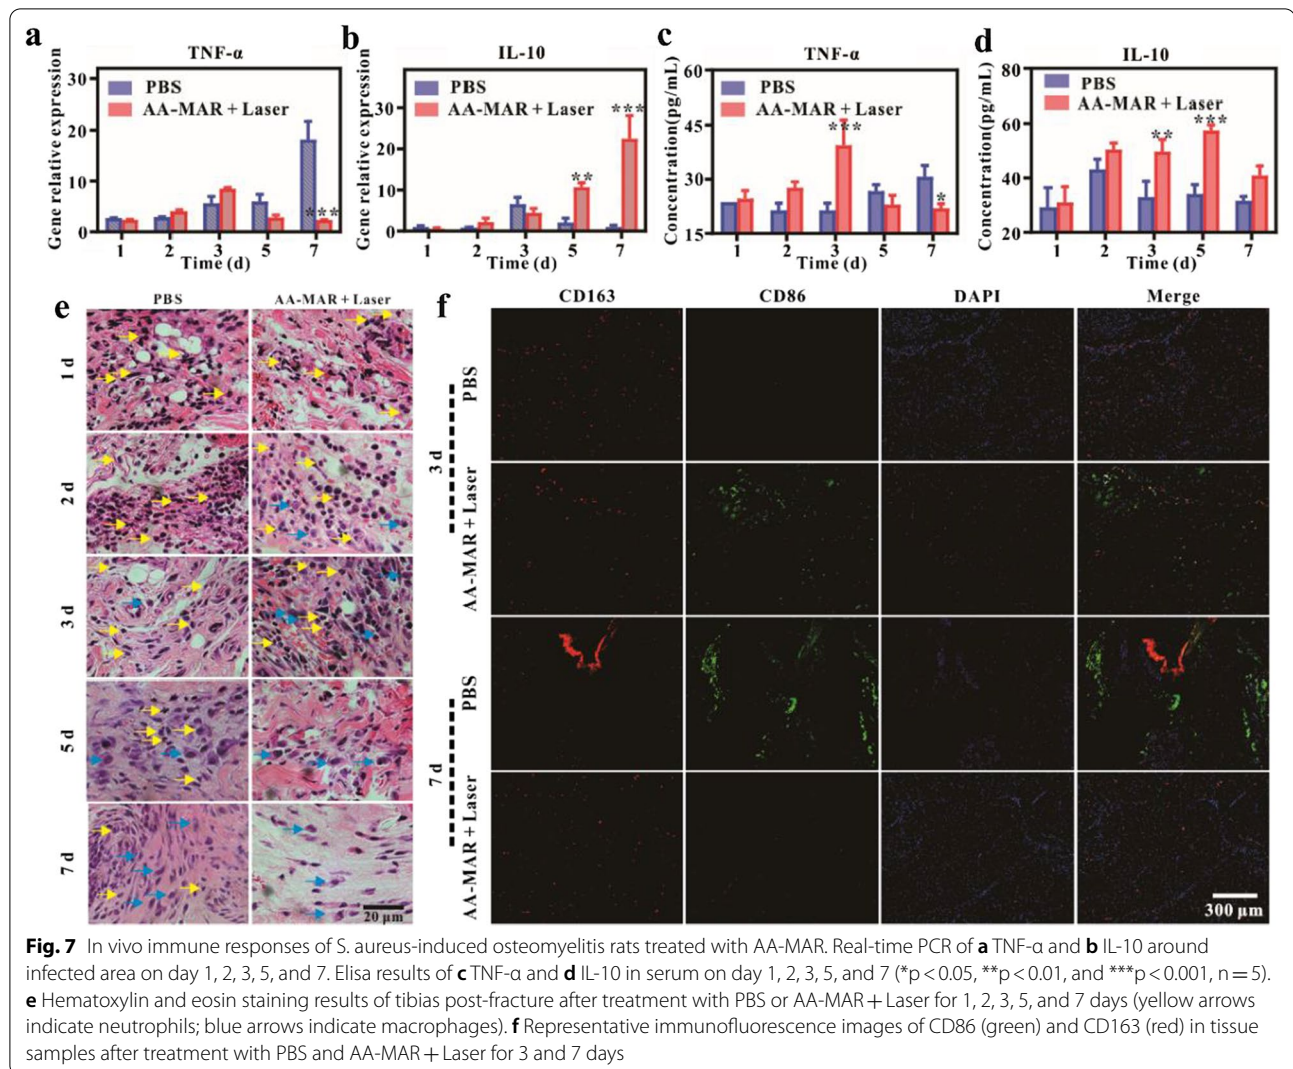 a
TNF-α
Gene relative expression
30
20
10
0
PBS
AA-MAR + Laser
***
1 2 3 5 7
Time (d)
b
IL-10
Gene relative expression
30
20
10
0
PBS
AA-MAR + Laser
**
***
1 2 3 5 7
Time (d)
c
TNF-α
Concentration(pg/mL)
60
45
30
15
PBS
AA-MAR + Laser
***
*
1 2 3 5 7
Time (d)
d
IL-10
Concentration(pg/mL)
80
60
40
20
PBS
AA-MAR + Laser
**
***
1 2 3 5 7
Time (d)
e
PBS AA-MAR + Laser
1 d
2 d
3 d
5 d
7 d
20 μm
f
CD163 CD86 DAPI Merge
3 d
PBS
AA-MAR + Laser
7 d
PBS
AA-MAR + Laser
300 μm
Fig. 7 In vivo immune responses of S. aureus-induced osteomyelitis rats treated with AA-MAR. Real-time PCR of a TNF-α and b IL-10 around
infected area on day 1, 2, 3, 5, and 7. Elisa results of c TNF-α and d IL-10 in serum on day 1, 2, 3, 5, and 7 (*p < 0.05, **p < 0.01, and ***p < 0.001, n = 5).
e Hematoxylin and eosin staining results of tibias post-fracture after treatment with PBS or AA-MAR + Laser for 1, 2, 3, 5, and 7 days (yellow arrows
indicate neutrophils; blue arrows indicate macrophages). f Representative immunofluorescence images of CD86 (green) and CD163 (red) in tissue
samples after treatment with PBS and AA-MAR + Laser for 3 and 7 days